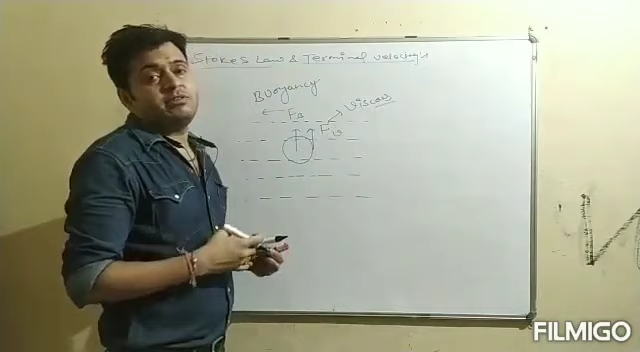 Stokes Law & Terminal velocity's
Buoyancy
← FB → viscous
Fv
FILMIGO